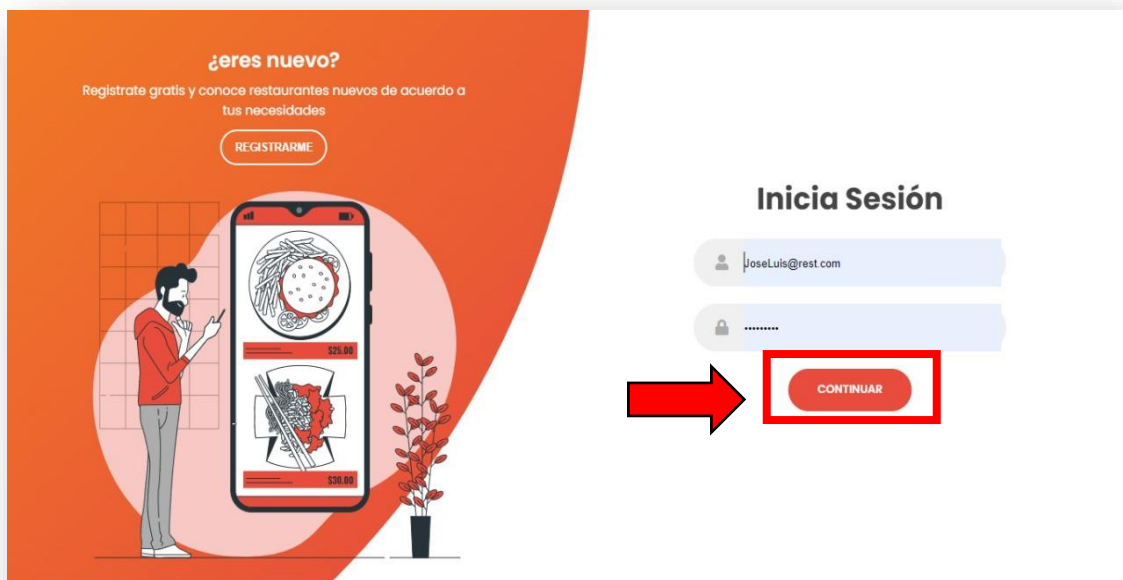 ¿eres nuevo?
Registrate gratis y conoce restaurantes nuevos de acuerdo a
tus necesidades
REGISTRARME
$25.00
$30.00
Inicia Sesión
JoseLuis@rest.com
•••••••••
CONTINUAR